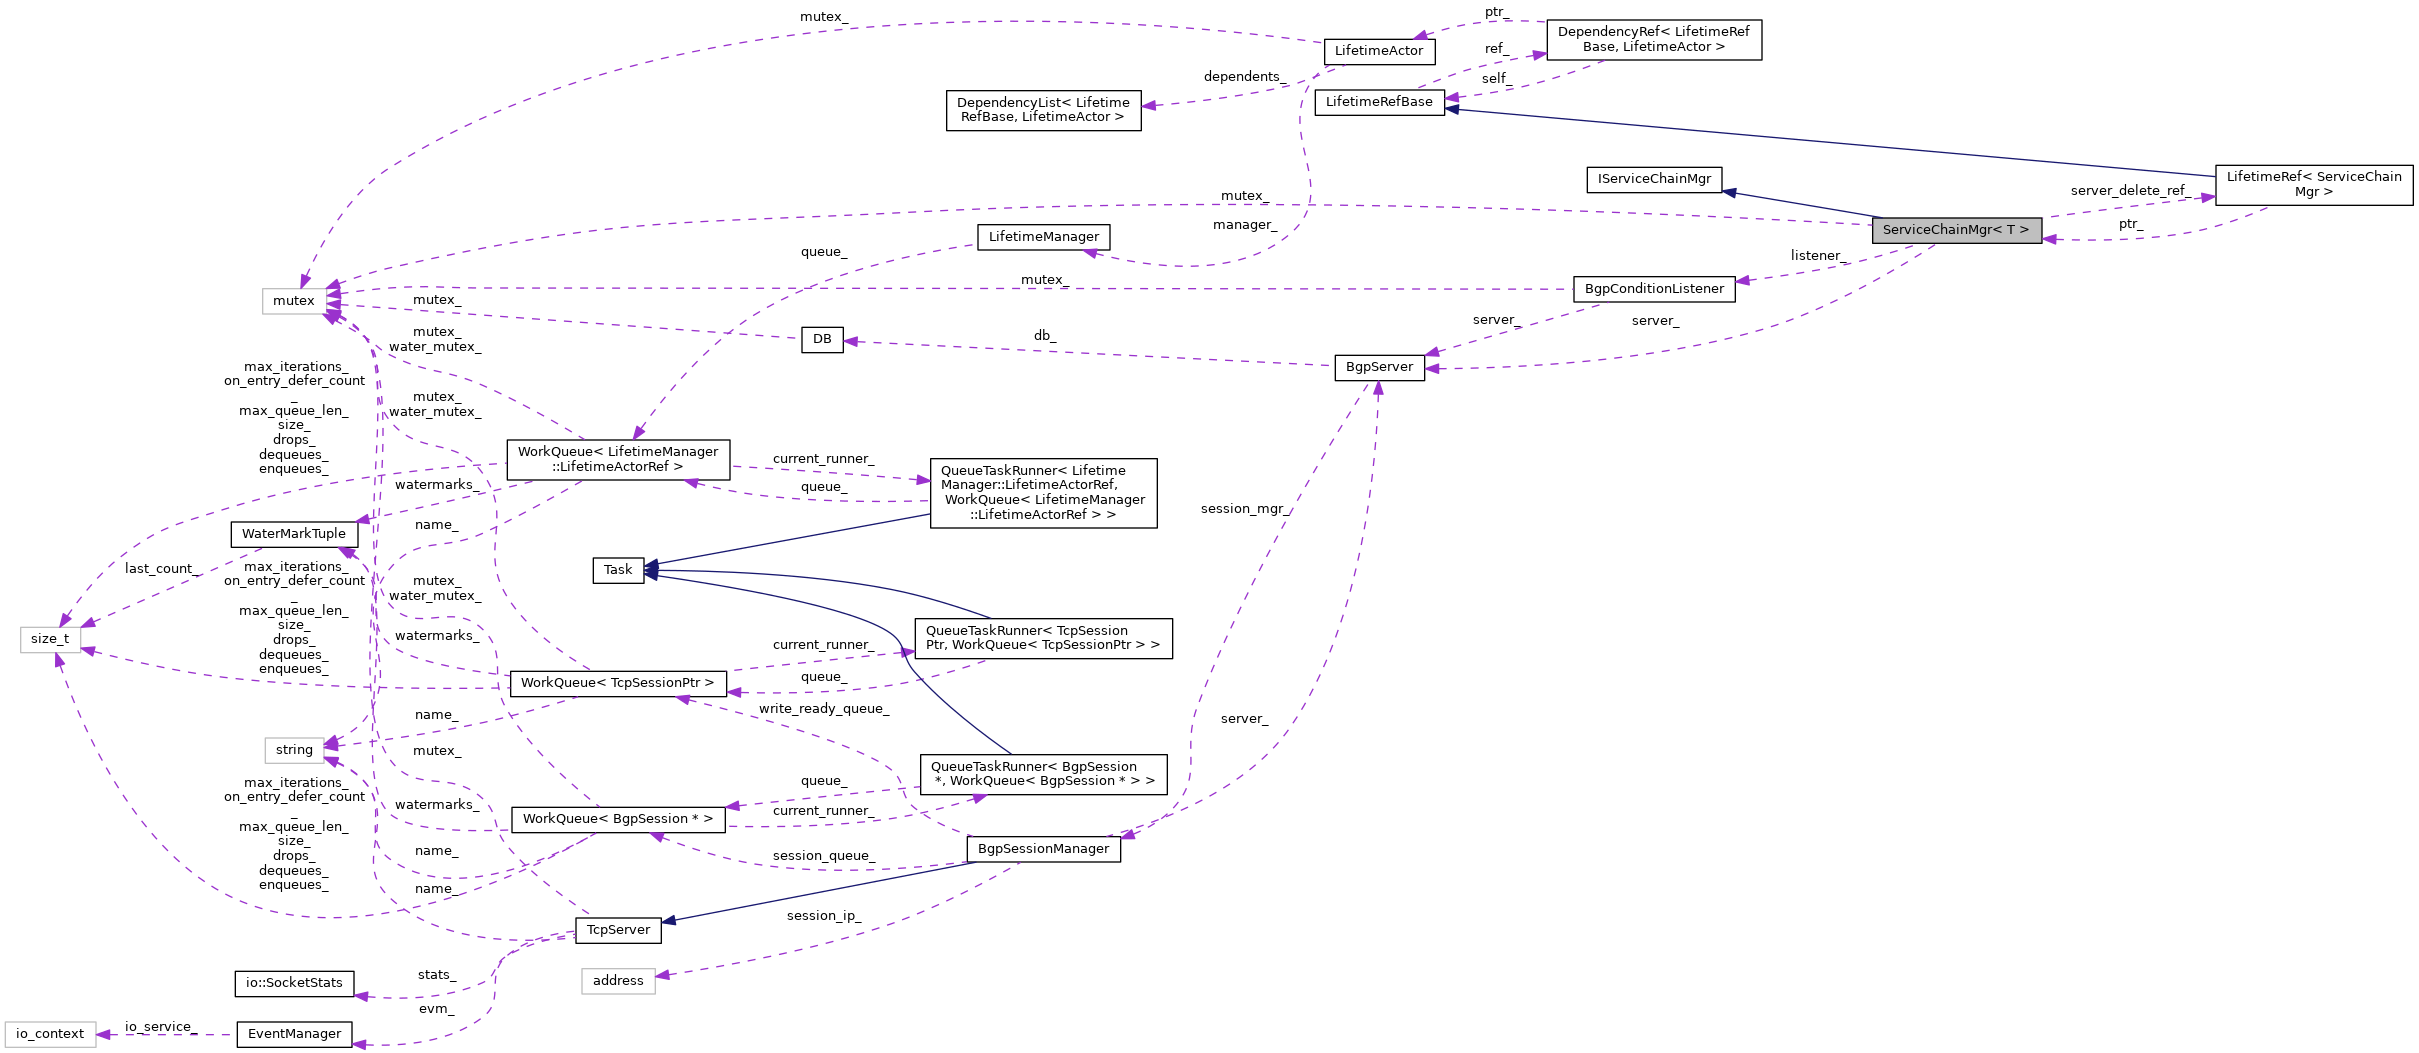 mutex_
ptr_
DependencyRef< LifetimeRef
Base, LifetimeActor >
LifetimeActor
ref_
dependents_
self_
DependencyList< Lifetime
RefBase, LifetimeActor >
LifetimeRefBase
IServiceChainMgr
LifetimeRef< ServiceChain
Mgr >
server_delete_ref_
mutex_
manager_
ptr_
ServiceChainMgr< T >
LifetimeManager
queue_
listener_
mutex_
BgpConditionListener
mutex
mutex_
server_
server_
DB
db_
mutex_
water_mutex_
BgpServer
max_iterations_
on_entry_defer_count
_
max_queue_len_
size_
drops_
dequeues_
enqueues_
mutex_
water_mutex_
WorkQueue< LifetimeManager
::LifetimeActorRef >
current_runner_
queue_
QueueTaskRunner< Lifetime
Manager::LifetimeActorRef,
WorkQueue< LifetimeManager
::LifetimeActorRef > >
watermarks_
session_mgr_
name_
WaterMarkTuple
last_count_
Task
max_iterations_
on_entry_defer_count
_
max_queue_len_
size_
drops_
dequeues_
enqueues_
mutex_
water_mutex_
size_t
watermarks_
current_runner_
QueueTaskRunner< TcpSession
Ptr, WorkQueue< TcpSessionPtr > >
queue_
WorkQueue< TcpSessionPtr >
write_ready_queue_
name_
server_
string
mutex_
QueueTaskRunner< BgpSession
*, WorkQueue< BgpSession * > >
queue_
max_iterations_
on_entry_defer_count
_
max_queue_len_
size_
drops_
dequeues_
enqueues_
watermarks_
current_runner_
WorkQueue< BgpSession * >
name_
session_queue_
BgpSessionManager
name_
session_ip_
TcpServer
stats_
address
io::SocketStats
evm_
io_context
io_service_
EventManager